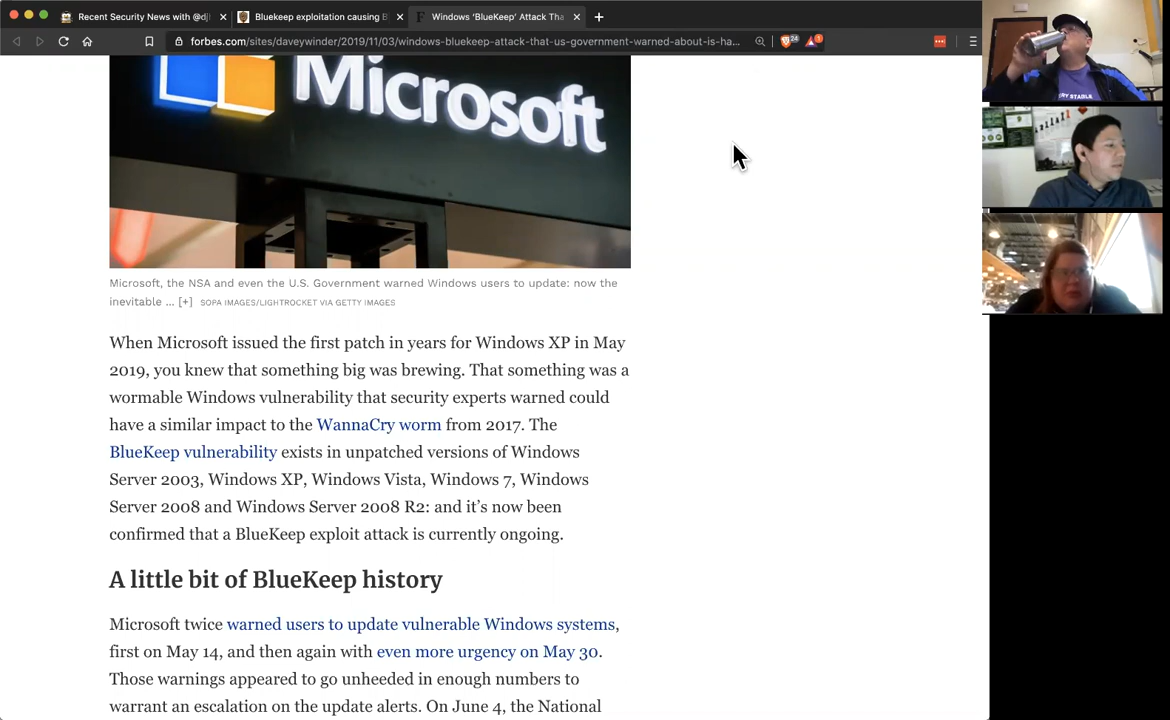 Recent Security News with @dj
Bluekeep exploitation causing B
Windows 'BlueKeep' Attack Tha
forbes.com/sites/daveywinder/2019/11/03/windows-bluekeep-attack-that-us-government-warned-about-is-ha...
24
1
Microsoft
Microsoft, the NSA and even the U.S. Government warned Windows users to update: now the
inevitable ... [+] SOPA IMAGES/LIGHTROCKET VIA GETTY IMAGES
When Microsoft issued the first patch in years for Windows XP in May
2019, you knew that something big was brewing. That something was a
wormable Windows vulnerability that security experts warned could
have a similar impact to the WannaCry worm from 2017. The
BlueKeep vulnerability exists in unpatched versions of Windows
Server 2003, Windows XP, Windows Vista, Windows 7, Windows
Server 2008 and Windows Server 2008 R2: and it's now been
confirmed that a BlueKeep exploit attack is currently ongoing.
A little bit of BlueKeep history
Microsoft twice warned users to update vulnerable Windows systems,
first on May 14, and then again with even more urgency on May 30.
Those warnings appeared to go unheeded in enough numbers to
warrant an escalation on the update alerts. On June 4, the National